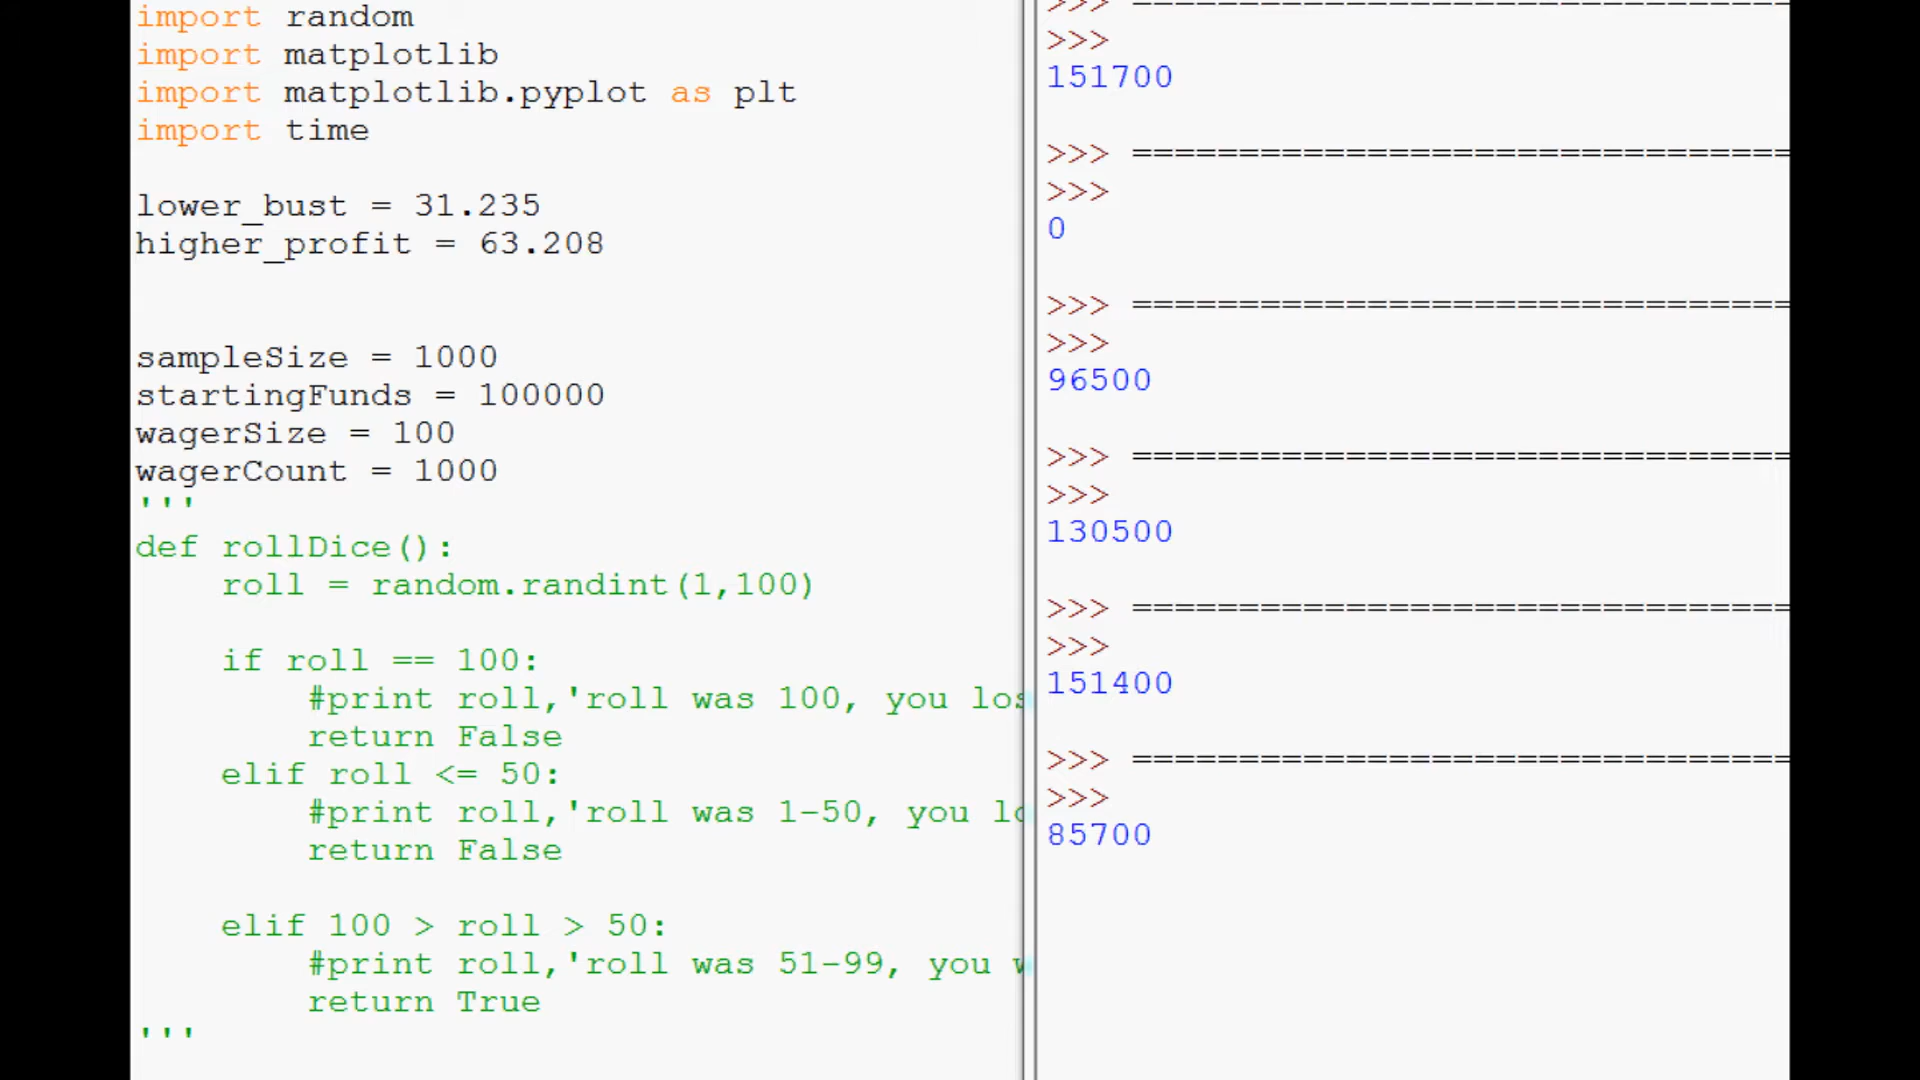 import random
import matplotlib
import matplotlib.pyplot as plt
import time
lower_bust = 31.235
higher_profit = 63.208
sampleSize = 1000
startingFunds = 100000
wagerSize = 100
wagerCount = 1000
'''
def rollDice():
    roll = random.randint(1,100)
    if roll == 100:
        #print roll,'roll was 100, you los
        return False
    elif roll <= 50:
        #print roll,'roll was 1-50, you lo
        return False
    elif 100 > roll > 50:
        #print roll,'roll was 51-99, you w
        return True
'''
>>> ===============================
>>>
151700
>>> ===============================
>>>
0
>>> ===============================
>>>
96500
>>> ===============================
>>>
130500
>>> ===============================
>>>
151400
>>> ===============================
>>>
85700